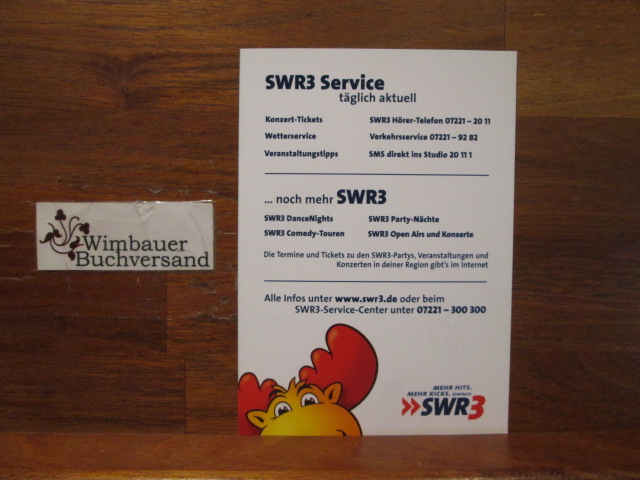 SWR3 Service
täglich aktuell
Konzert-Tickets SWR3 Hörer-Telefon 07221 – 20 11
Wetterservice Verkehrsservice 07221 – 92 82
Veranstaltungstipps SMS direkt ins Studio 20 11 1
... noch mehr SWR3
SWR3 DanceNights SWR3 Party-Nächte
SWR3 Comedy-Touren SWR3 Open Airs und Konzerte
Die Termine und Tickets zu den SWR3-Partys, Veranstaltungen und
Konzerten in deiner Region gibt's im Internet
Alle Infos unter www.swr3.de oder beim
SWR3-Service-Center unter 07221 – 300 300
MEHR HITS.
MEHR KICKS. EINFACH
SWR3
Wimbauer
Buchversand